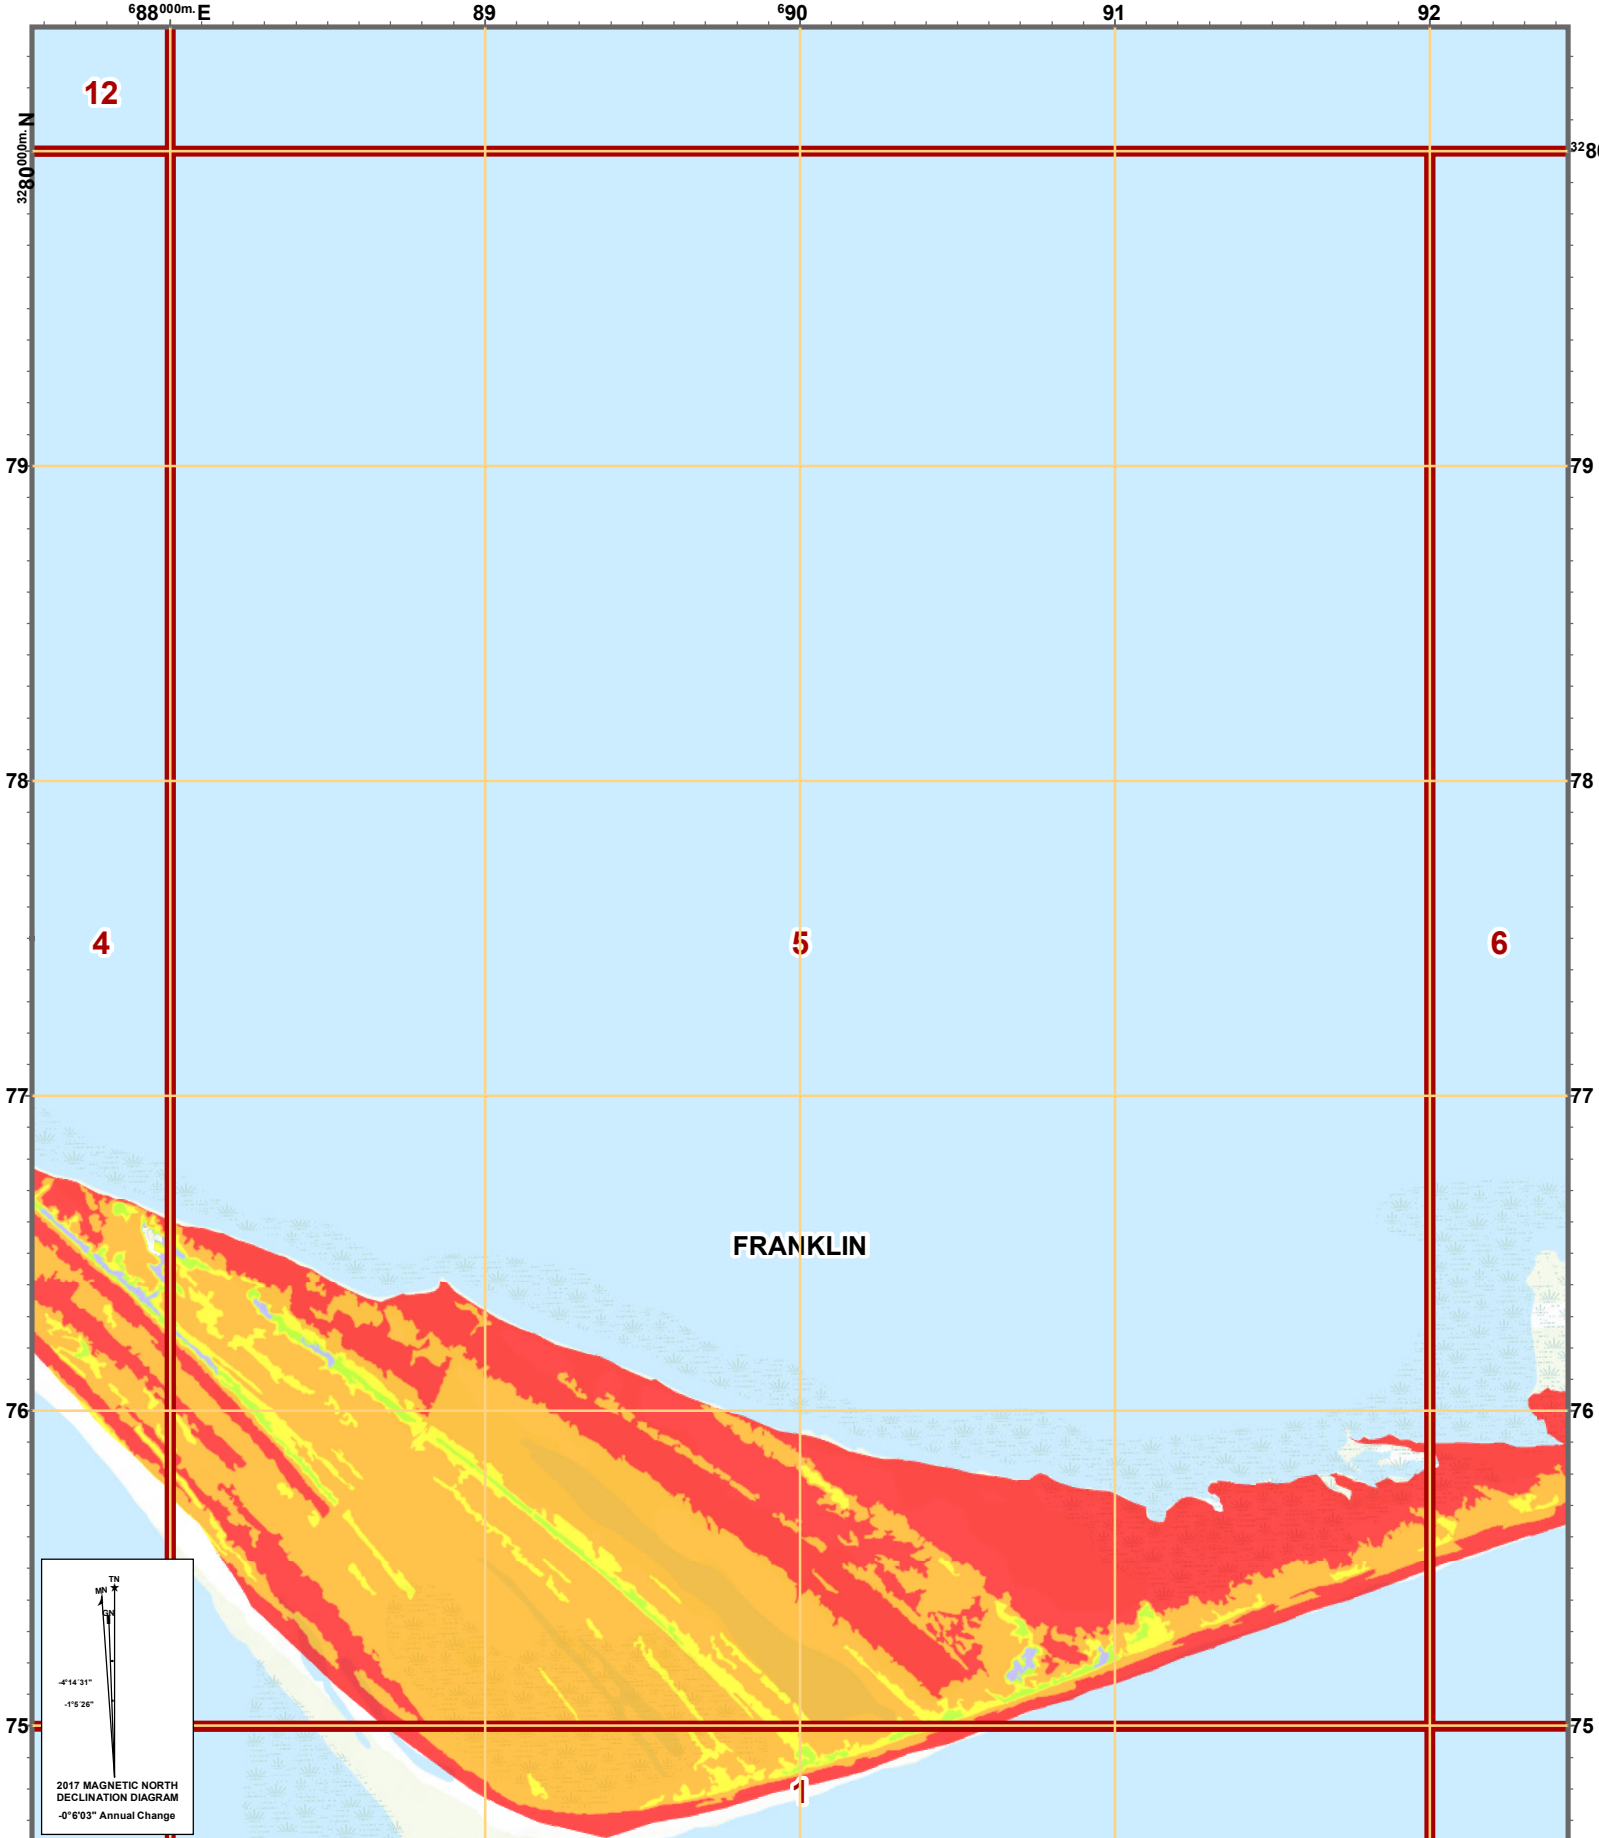 688000m. E 89 690 91 92
12
3280000m. N
3280
79 79
78 78
4 5 6
77 77
FRANKLIN
76 76
TN
MN
GN
-4°14'31"
-1°5'26"
75 75
2017 MAGNETIC NORTH
DECLINATION DIAGRAM
-0°6'03" Annual Change
1